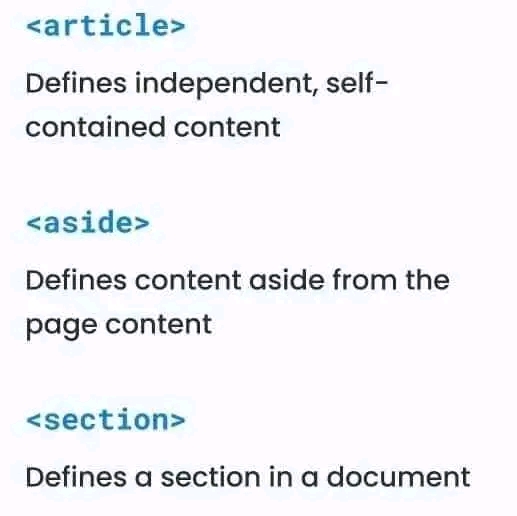 <article>
Defines independent, self-
contained content
<aside>
Defines content aside from the
page content
<section>
Defines a section in a document